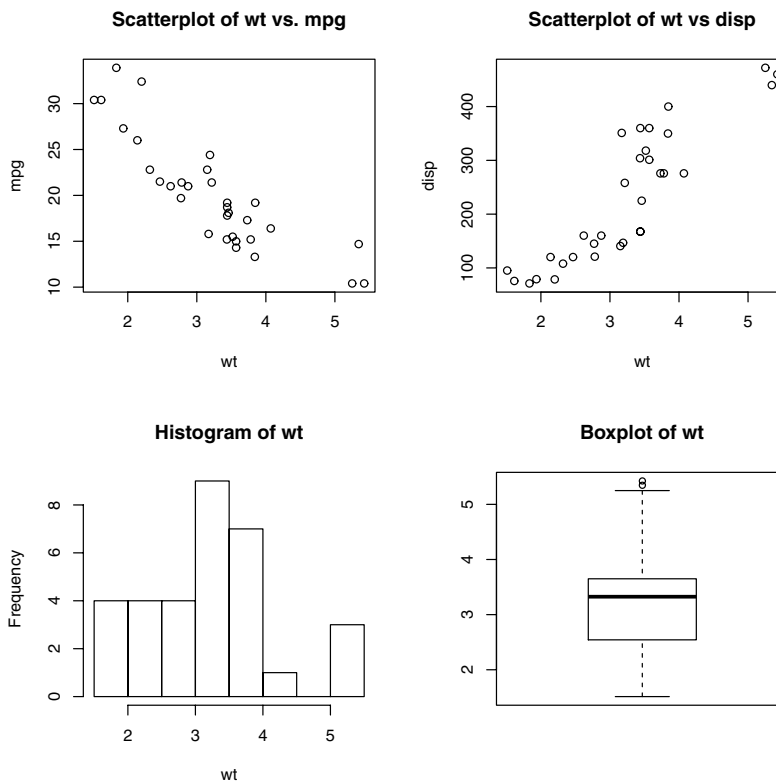 Scatterplot of wt vs. mpg
mpg
10 15 20 25 30
2 3 4 5
wt
Scatterplot of wt vs disp
disp
100 200 300 400
2 3 4 5
wt
Histogram of wt
Frequency
0 2 4 6 8
2 3 4 5
wt
Boxplot of wt
2 3 4 5